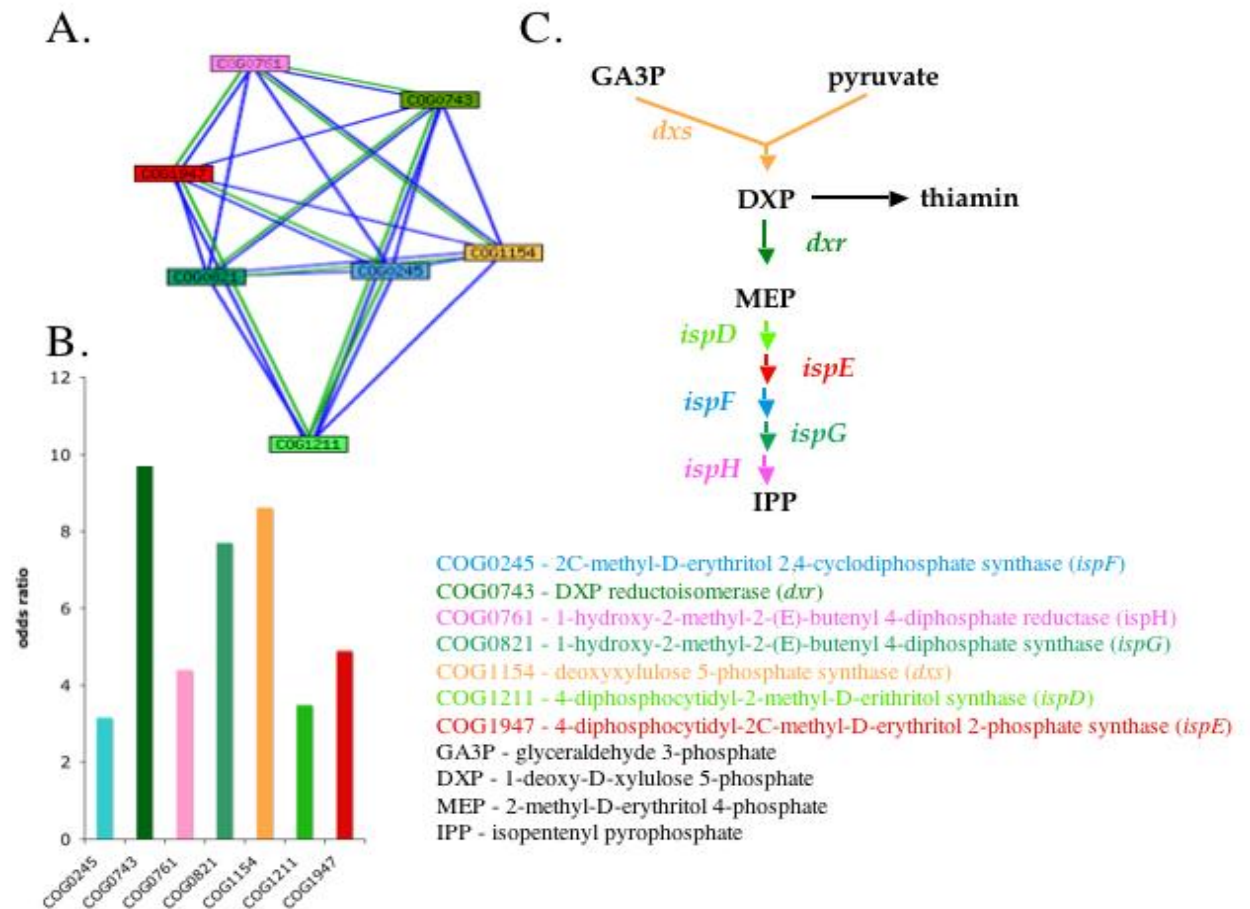 A.
COG0761
COG0743
COG1947
COG1154
COG0821
COG0245
COG1211
B.
12
10
8
6
4
2
0
odds ratio
COG0245
COG0743
COG0761
COG0821
COG1154
COG1211
COG1947
C.
GA3P pyruvate
dxs
DXP thiamin
dxr
MEP
ispD
ispE
ispF
ispG
ispH
IPP
COG0245 - 2C-methyl-D-erythritol 2,4-cyclodiphosphate synthase (ispF)
COG0743 - DXP reductoisomerase (dxr)
COG0761 - 1-hydroxy-2-methyl-2-(E)-butenyl 4-diphosphate reductase (ispH)
COG0821 - 1-hydroxy-2-methyl-2-(E)-butenyl 4-diphosphate synthase (ispG)
COG1154 - deoxyxylulose 5-phosphate synthase (dxs)
COG1211 - 4-diphosphocytidyl-2-methyl-D-erithritol synthase (ispD)
COG1947 - 4-diphosphocytidyl-2C-methyl-D-erythritol 2-phosphate synthase (ispE)
GA3P - glyceraldehyde 3-phosphate
DXP - 1-deoxy-D-xylulose 5-phosphate
MEP - 2-methyl-D-erythritol 4-phosphate
IPP - isopentenyl pyrophosphate